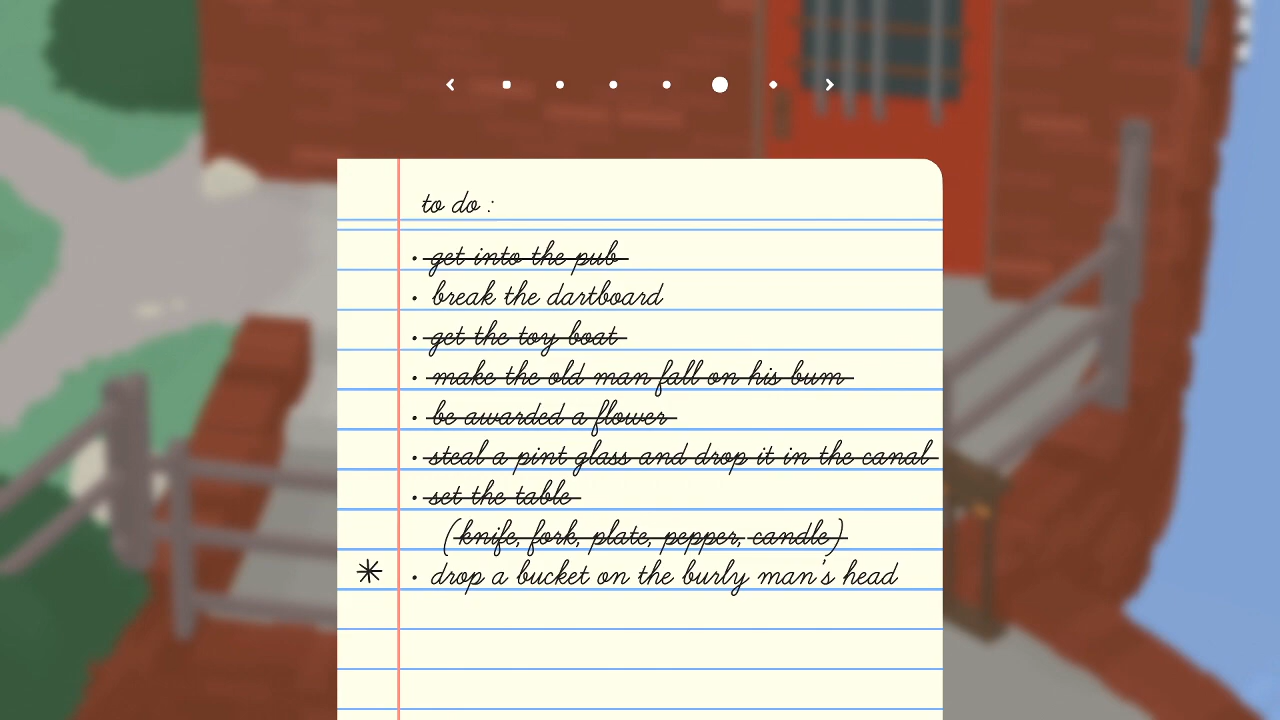 to do :
• get into the pub
• break the dartboard
• get the toy boat
• make the old man fall on his bum
• be awarded a flower
• steal a pint glass and drop it in the canal
• set the table
(knife, fork, plate, pepper, candle)
• drop a bucket on the burly man's head